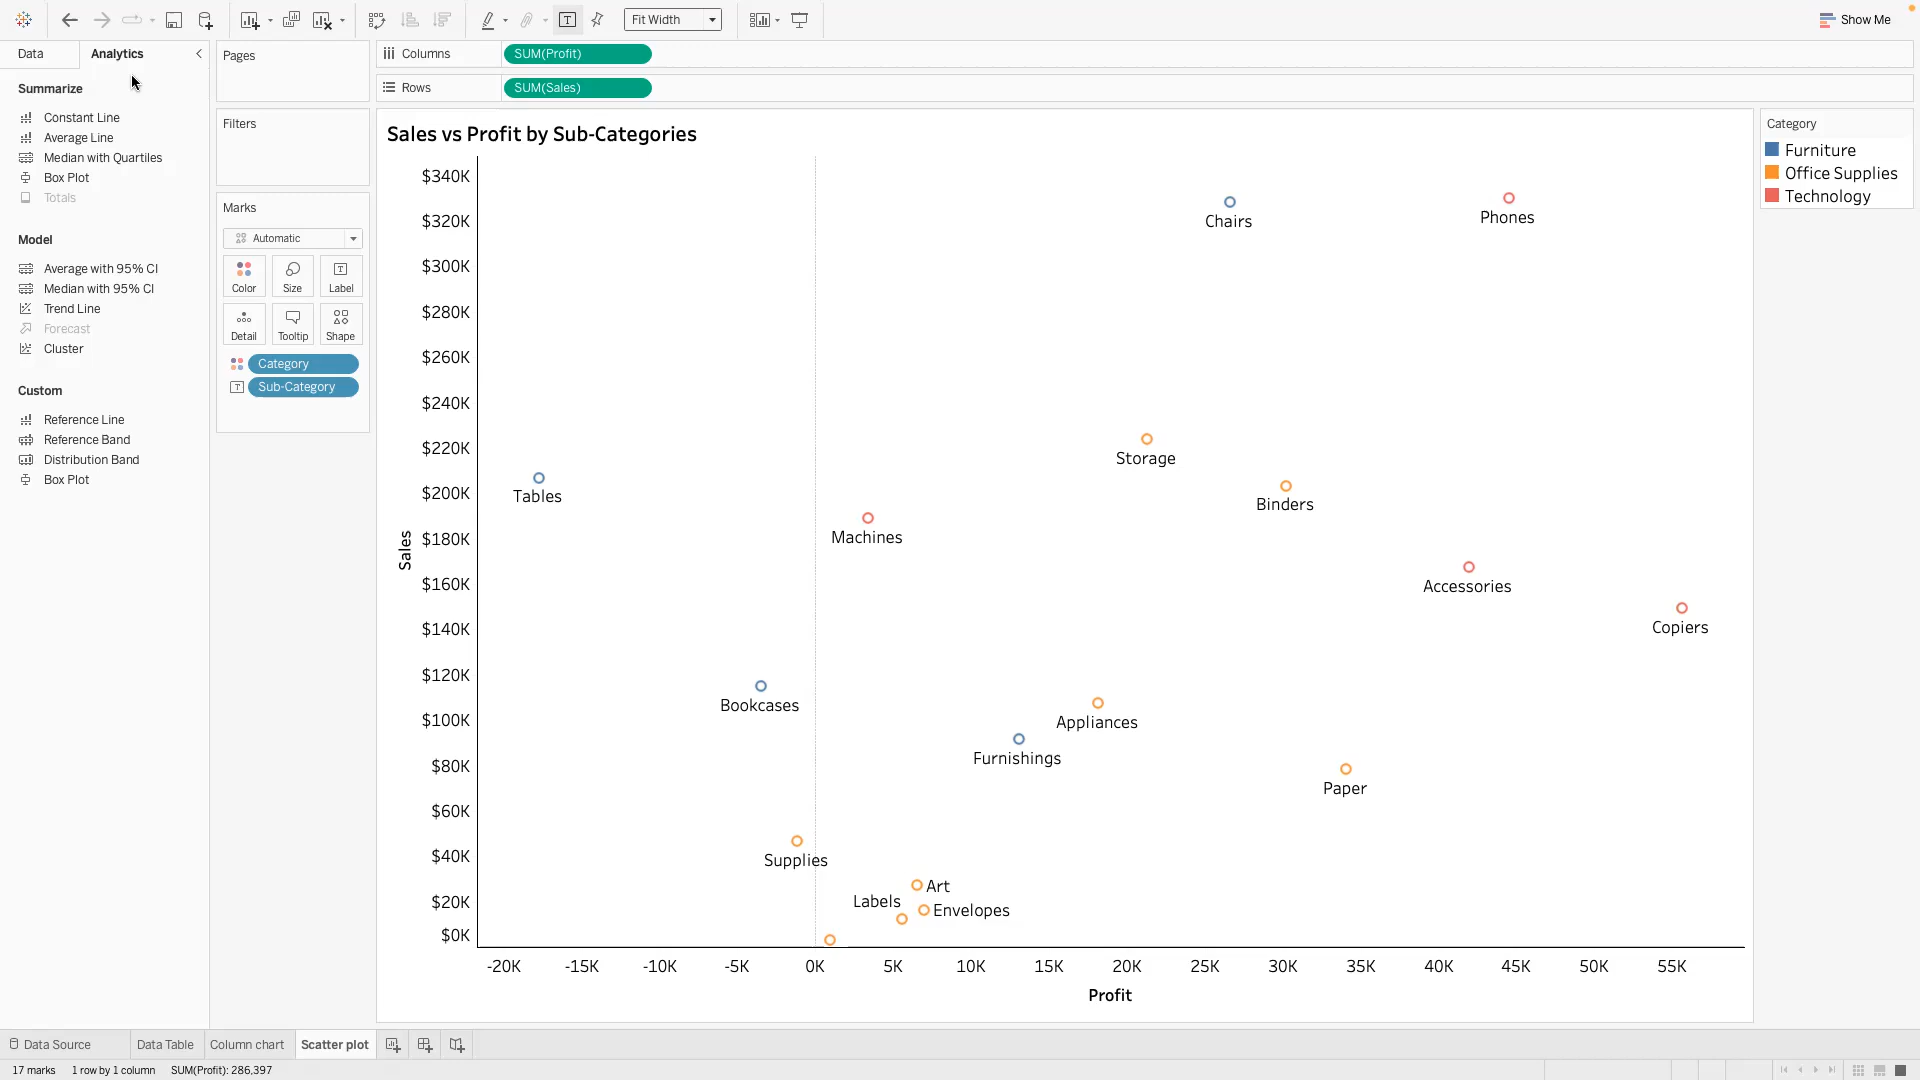 Fit Width
Show Me
Data
Analytics
Pages
Columns
SUM(Profit)
Rows
SUM(Sales)
Summarize
Constant Line
Average Line
Median with Quartiles
Box Plot
Totals
Model
Average with 95% CI
Median with 95% CI
Trend Line
Forecast
Cluster
Custom
Reference Line
Reference Band
Distribution Band
Box Plot
Filters
Marks
Automatic
Color
Size
Label
Detail
Tooltip
Shape
Category
Sub-Category
Sales vs Profit by Sub-Categories
$340K
$320K
$300K
$280K
$260K
$240K
$220K
$200K
$180K
$160K
$140K
$120K
$100K
$80K
$60K
$40K
$20K
$0K
Sales
Chairs
Phones
Storage
Tables
Binders
Machines
Accessories
Copiers
Bookcases
Appliances
Furnishings
Paper
Supplies
Art
Labels
Envelopes
-20K
-15K
-10K
-5K
0K
5K
10K
15K
20K
25K
30K
35K
40K
45K
50K
55K
Profit
Category
Furniture
Office Supplies
Technology
Data Source
Data Table
Column chart
Scatter plot
17 marks
1 row by 1 column
SUM(Profit): 286,397